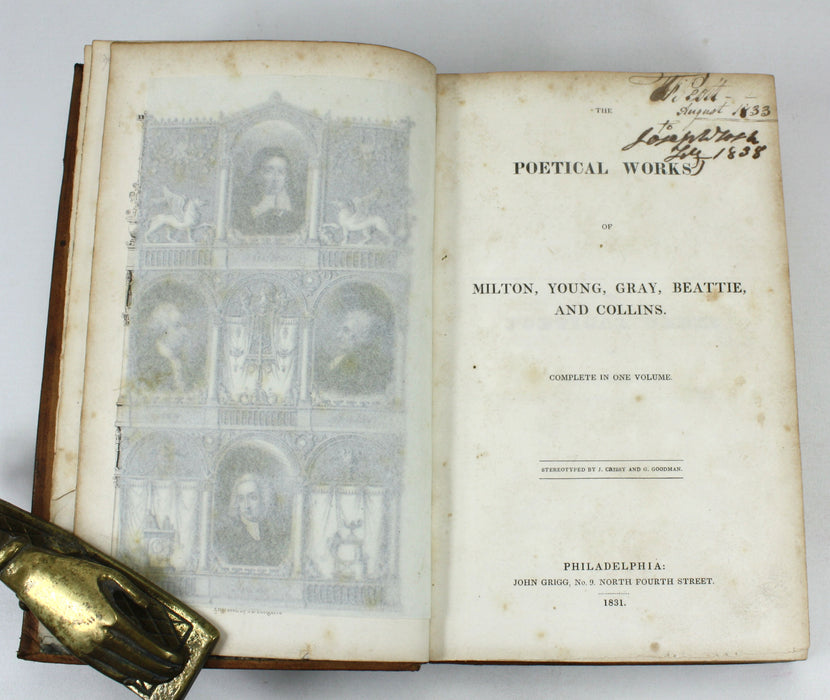 August 1833
to
1838
THE
POETICAL WORKS
OF
MILTON, YOUNG, GRAY, BEATTIE,
AND COLLINS.
COMPLETE IN ONE VOLUME.
STEREOTYPED BY J. CRISSY AND G. GOODMAN.
PHILADELPHIA:
JOHN GRIGG, No. 9. NORTH FOURTH STREET.
1831.